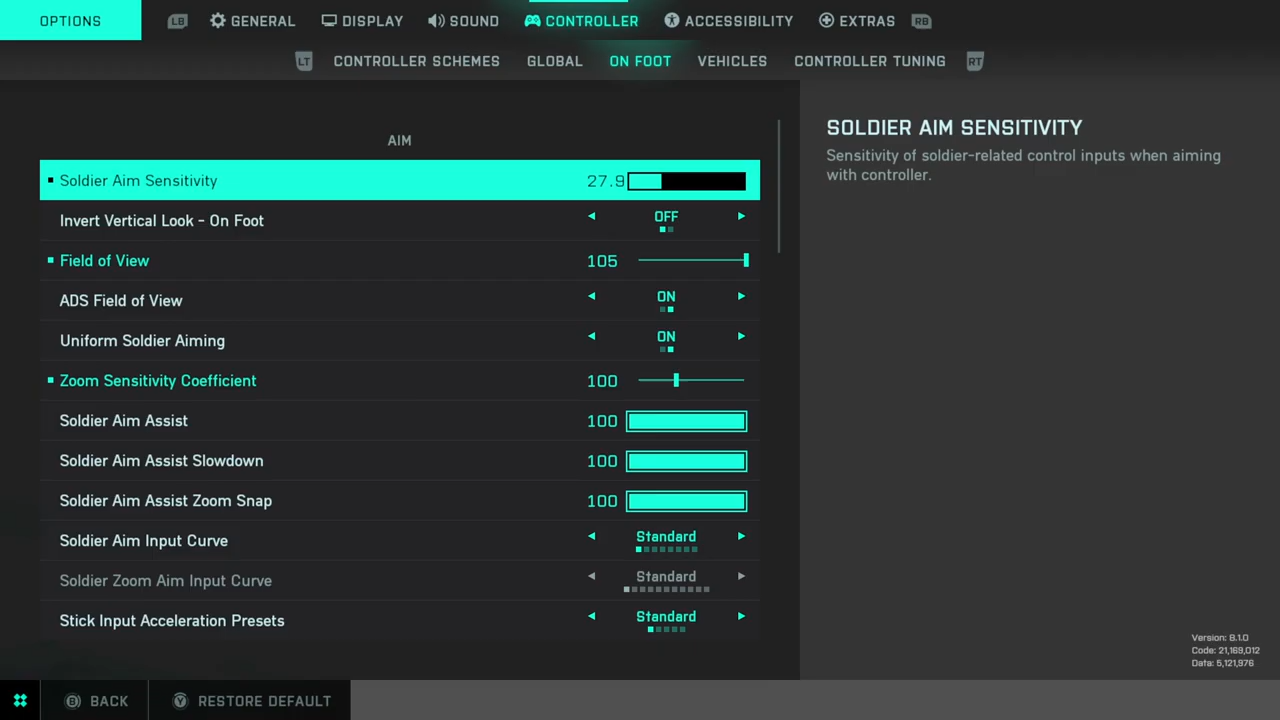 OPTIONS
LB GENERAL DISPLAY SOUND CONTROLLER ACCESSIBILITY EXTRAS RB
LT CONTROLLER SCHEMES GLOBAL ON FOOT VEHICLES CONTROLLER TUNING RT
AIM
Soldier Aim Sensitivity 27.9
Invert Vertical Look - On Foot OFF
Field of View 105
ADS Field of View ON
Uniform Soldier Aiming ON
Zoom Sensitivity Coefficient 100
Soldier Aim Assist 100
Soldier Aim Assist Slowdown 100
Soldier Aim Assist Zoom Snap 100
Soldier Aim Input Curve Standard
Soldier Zoom Aim Input Curve Standard
Stick Input Acceleration Presets Standard
SOLDIER AIM SENSITIVITY
Sensitivity of soldier-related control inputs when aiming
with controller.
Version: 8.1.0
Code: 21,169,012
Data: 5,121,976
B BACK Y RESTORE DEFAULT